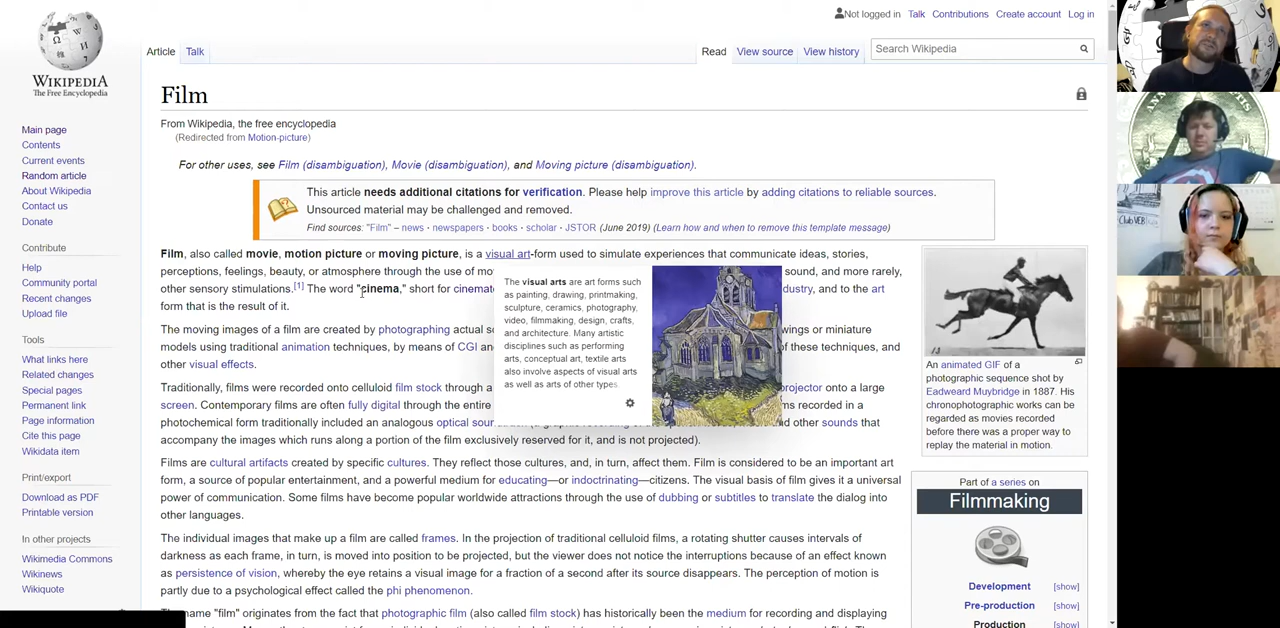 Not logged in Talk Contributions Create account Log in
Article Talk Read View source View history Search Wikipedia
WIKIPEDIA
The Free Encyclopedia
Main page
Contents
Current events
Random article
About Wikipedia
Contact us
Donate
Contribute
Help
Community portal
Recent changes
Upload file
Tools
What links here
Related changes
Special pages
Permanent link
Page information
Cite this page
Wikidata item
Print/export
Download as PDF
Printable version
In other projects
Wikimedia Commons
Wikinews
Wikiquote
Film
From Wikipedia, the free encyclopedia
(Redirected from Motion-picture)
For other uses, see Film (disambiguation), Movie (disambiguation), and Moving picture (disambiguation).
This article needs additional citations for verification. Please help improve this article by adding citations to reliable sources.
Unsourced material may be challenged and removed.
Find sources: "Film" – news · newspapers · books · scholar · JSTOR (June 2019) (Learn how and when to remove this template message)
Film, also called movie, motion picture or moving picture, is a visual art-form used to simulate experiences that communicate ideas, stories,
perceptions, feelings, beauty, or atmosphere through the use of mo sound, and more rarely,
other sensory stimulations.[1] The word "cinema," short for cinemat dustry, and to the art
form that is the result of it.
The moving images of a film are created by photographing actual sc wings or miniature
models using traditional animation techniques, by means of CGI an of these techniques, and
other visual effects.
Traditionally, films were recorded onto celluloid film stock through a projector onto a large
screen. Contemporary films are often fully digital through the entire ms recorded in a
photochemical form traditionally included an analogous optical sou and other sounds that
accompany the images which runs along a portion of the film exclusively reserved for it, and is not projected).
Films are cultural artifacts created by specific cultures. They reflect those cultures, and, in turn, affect them. Film is considered to be an important art
form, a source of popular entertainment, and a powerful medium for educating—or indoctrinating—citizens. The visual basis of film gives it a universal
power of communication. Some films have become popular worldwide attractions through the use of dubbing or subtitles to translate the dialog into
other languages.
The individual images that make up a film are called frames. In the projection of traditional celluloid films, a rotating shutter causes intervals of
darkness as each frame, in turn, is moved into position to be projected, but the viewer does not notice the interruptions because of an effect known
as persistence of vision, whereby the eye retains a visual image for a fraction of a second after its source disappears. The perception of motion is
partly due to a psychological effect called the phi phenomenon.
The name "film" originates from the fact that photographic film (also called film stock) has historically been the medium for recording and displaying
The visual arts are art forms such
as painting, drawing, printmaking,
sculpture, ceramics, photography,
video, filmmaking, design, crafts,
and architecture. Many artistic
disciplines such as performing
arts, conceptual art, textile arts
also involve aspects of visual arts
as well as arts of other types
An animated GIF of a
photographic sequence shot by
Eadweard Muybridge in 1887. His
chronophotographic works can be
regarded as movies recorded
before there was a proper way to
replay the material in motion.
Part of a series on
Filmmaking
Development [show]
Pre-production [show]
Production [show]